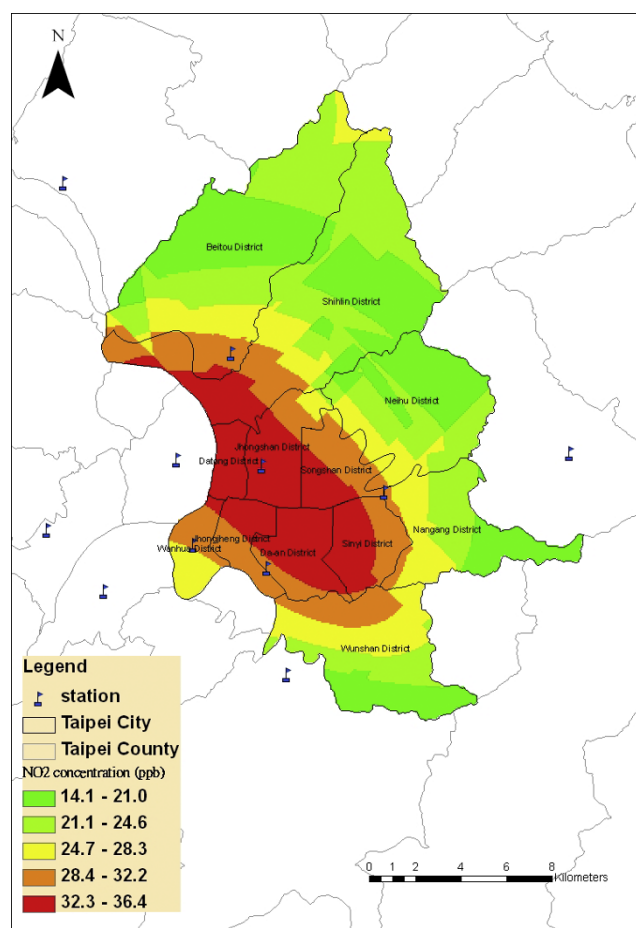 N
Beitou District
Shihlin District
Neihu District
Jhongshan District
Datong District
Songshan District
Nangang District
Jhongjheng District
Wanhua District
Da-an District
Sinyi District
Wunshan District
Legend
station
Taipei City
Taipei County
NO2 concentration (ppb)
14.1 - 21.0
21.1 - 24.6
24.7 - 28.3
28.4 - 32.2
32.3 - 36.4
0 1 2 4 6 8
Kilometers